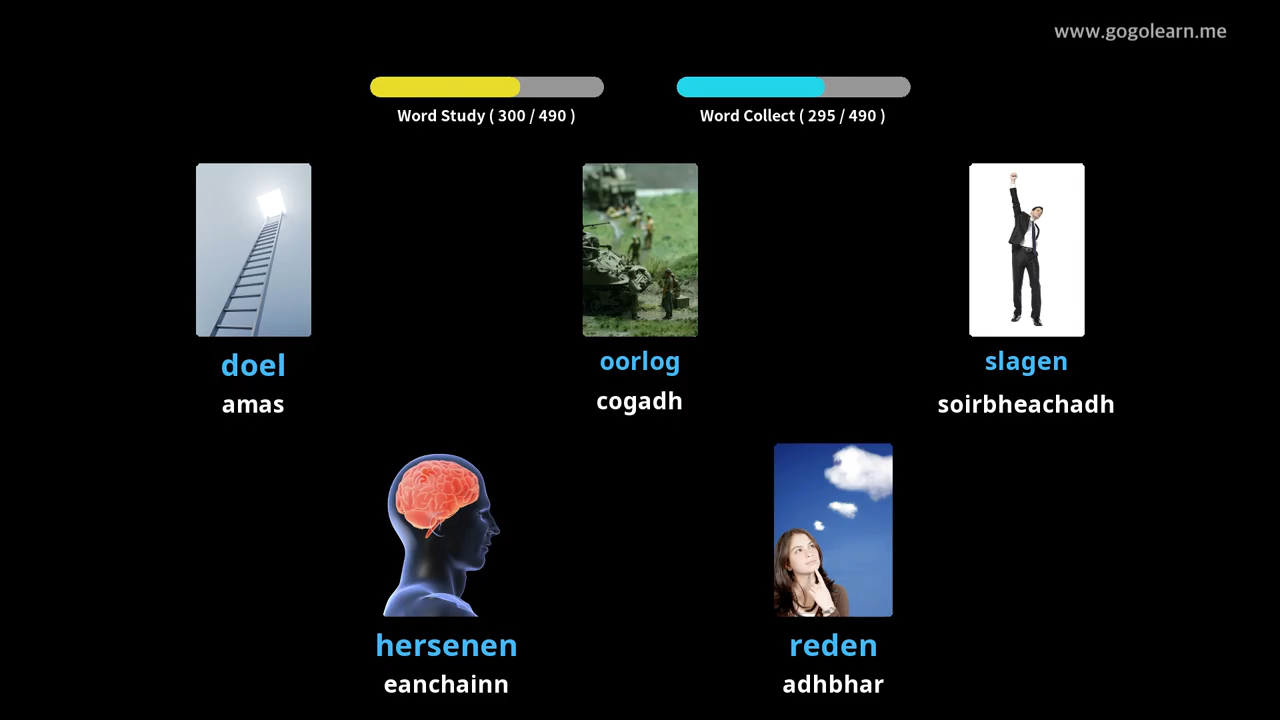 www.gogolearn.me
Word Study ( 300 / 490 )
Word Collect ( 295 / 490 )
doel
amas
oorlog
cogadh
slagen
soirbheachadh
hersenen
eanchainn
reden
adhbhar